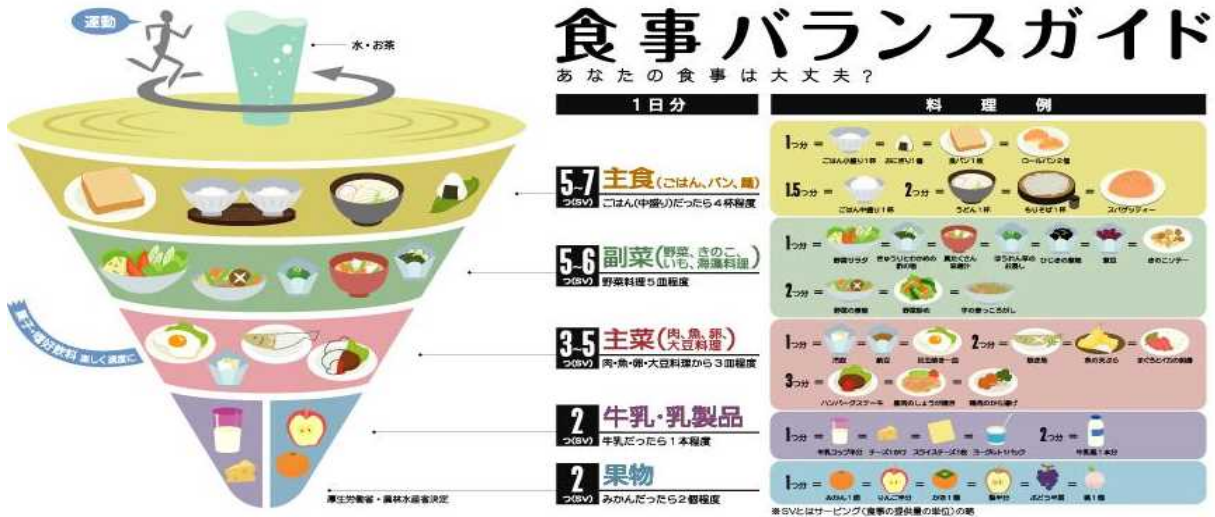 運動
水・お茶
菓子・嗜好飲料 楽しく適度に
厚生労働省・農林水産省決定
食事バランスガイド
あなたの食事は大丈夫?
1日分
料理例
5~7 つ(SV) 主食(ごはん、パン、麺)
ごはん(中盛り)だったら4杯程度
1つ分 = ごはん小盛り1杯 = おにぎり1個 = 食パン1枚 = ロールパン2個
1.5つ分 = ごはん中盛り1杯 2つ分 = うどん1杯 = もりそば1杯 = スパゲッティー
5~6 つ(SV) 副菜(野菜、きのこ、いも、海藻料理)
野菜料理5皿程度
1つ分 = 野菜サラダ = きゅうりとわかめの酢の物 = 具たくさん味噌汁 = ほうれん草のお浸し = ひじきの煮物 = 煮豆 = きのこソテー
2つ分 = 野菜の煮物 = 野菜炒め = 芋の煮っころがし
3~5 つ(SV) 主菜(肉、魚、卵、大豆料理)
肉・魚・卵・大豆料理から3皿程度
1つ分 = 冷奴 = 納豆 = 目玉焼き一皿 2つ分 = 焼き魚 = 魚の天ぷら = まぐろとイカの刺身
3つ分 = ハンバーグステーキ = 豚肉のしょうが焼き = 鶏肉のから揚げ
2 つ(SV) 牛乳・乳製品
牛乳だったら1本程度
1つ分 = 牛乳コップ半分 = チーズ1かけ = スライスチーズ1枚 = ヨーグルト1パック 2つ分 = 牛乳瓶1本分
2 つ(SV) 果物
みかんだったら2個程度
1つ分 = みかん1個 = りんご半分 = かき1個 = 梨半分 = ぶどう半房 = 桃1個
※SVとはサービング(食事の提供量の単位)の略